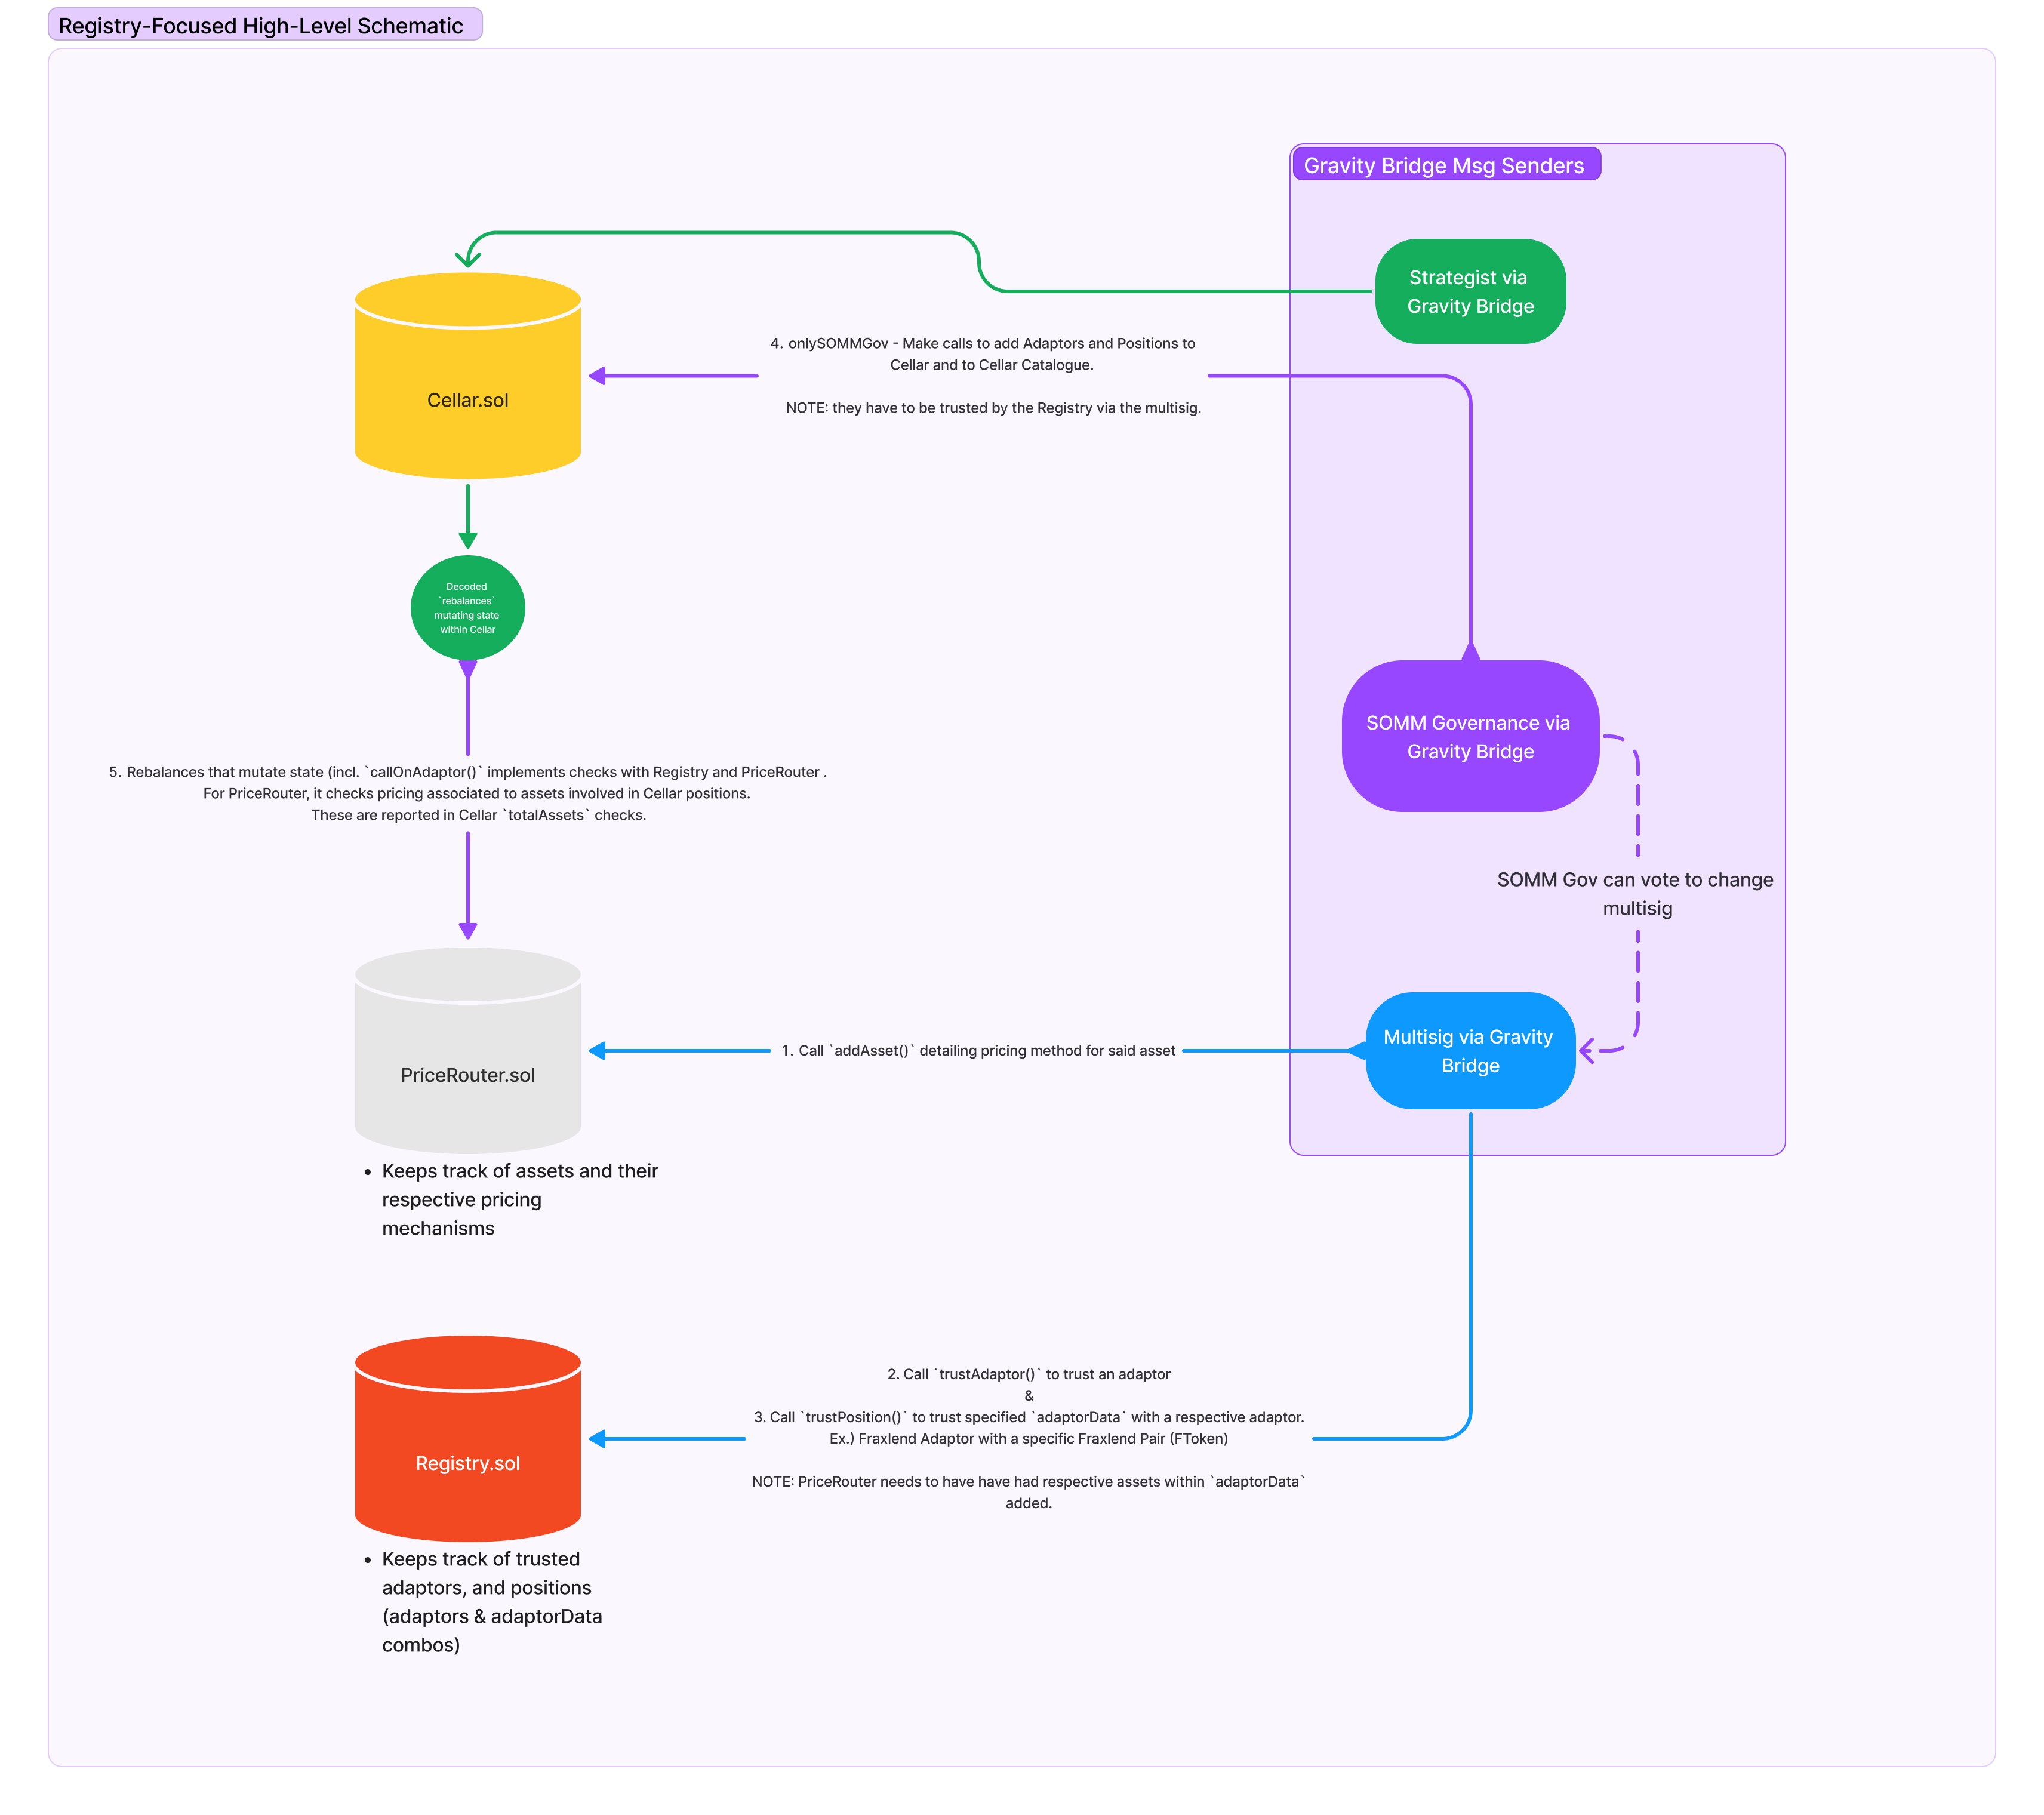 Registry-Focused High-Level Schematic
Gravity Bridge Msg Senders
Strategist via
Gravity Bridge
4. onlySOMMGov - Make calls to add Adaptors and Positions to
Cellar and to Cellar Catalogue.
NOTE: they have to be trusted by the Registry via the multisig.
Cellar.sol
Decoded
`rebalances`
mutating state
within Cellar
SOMM Governance via
Gravity Bridge
5. Rebalances that mutate state (incl. `callOnAdaptor()` implements checks with Registry and PriceRouter .
For PriceRouter, it checks pricing associated to assets involved in Cellar positions.
These are reported in Cellar `totalAssets` checks.
SOMM Gov can vote to change
multisig
PriceRouter.sol
1. Call `addAsset()` detailing pricing method for said asset
Multisig via Gravity
Bridge
• Keeps track of assets and their
respective pricing
mechanisms
2. Call `trustAdaptor()` to trust an adaptor
&
3. Call `trustPosition()` to trust specified `adaptorData` with a respective adaptor.
Ex.) Fraxlend Adaptor with a specific Fraxlend Pair (FToken)
NOTE: PriceRouter needs to have have had respective assets within `adaptorData`
added.
Registry.sol
• Keeps track of trusted
adaptors, and positions
(adaptors & adaptorData
combos)